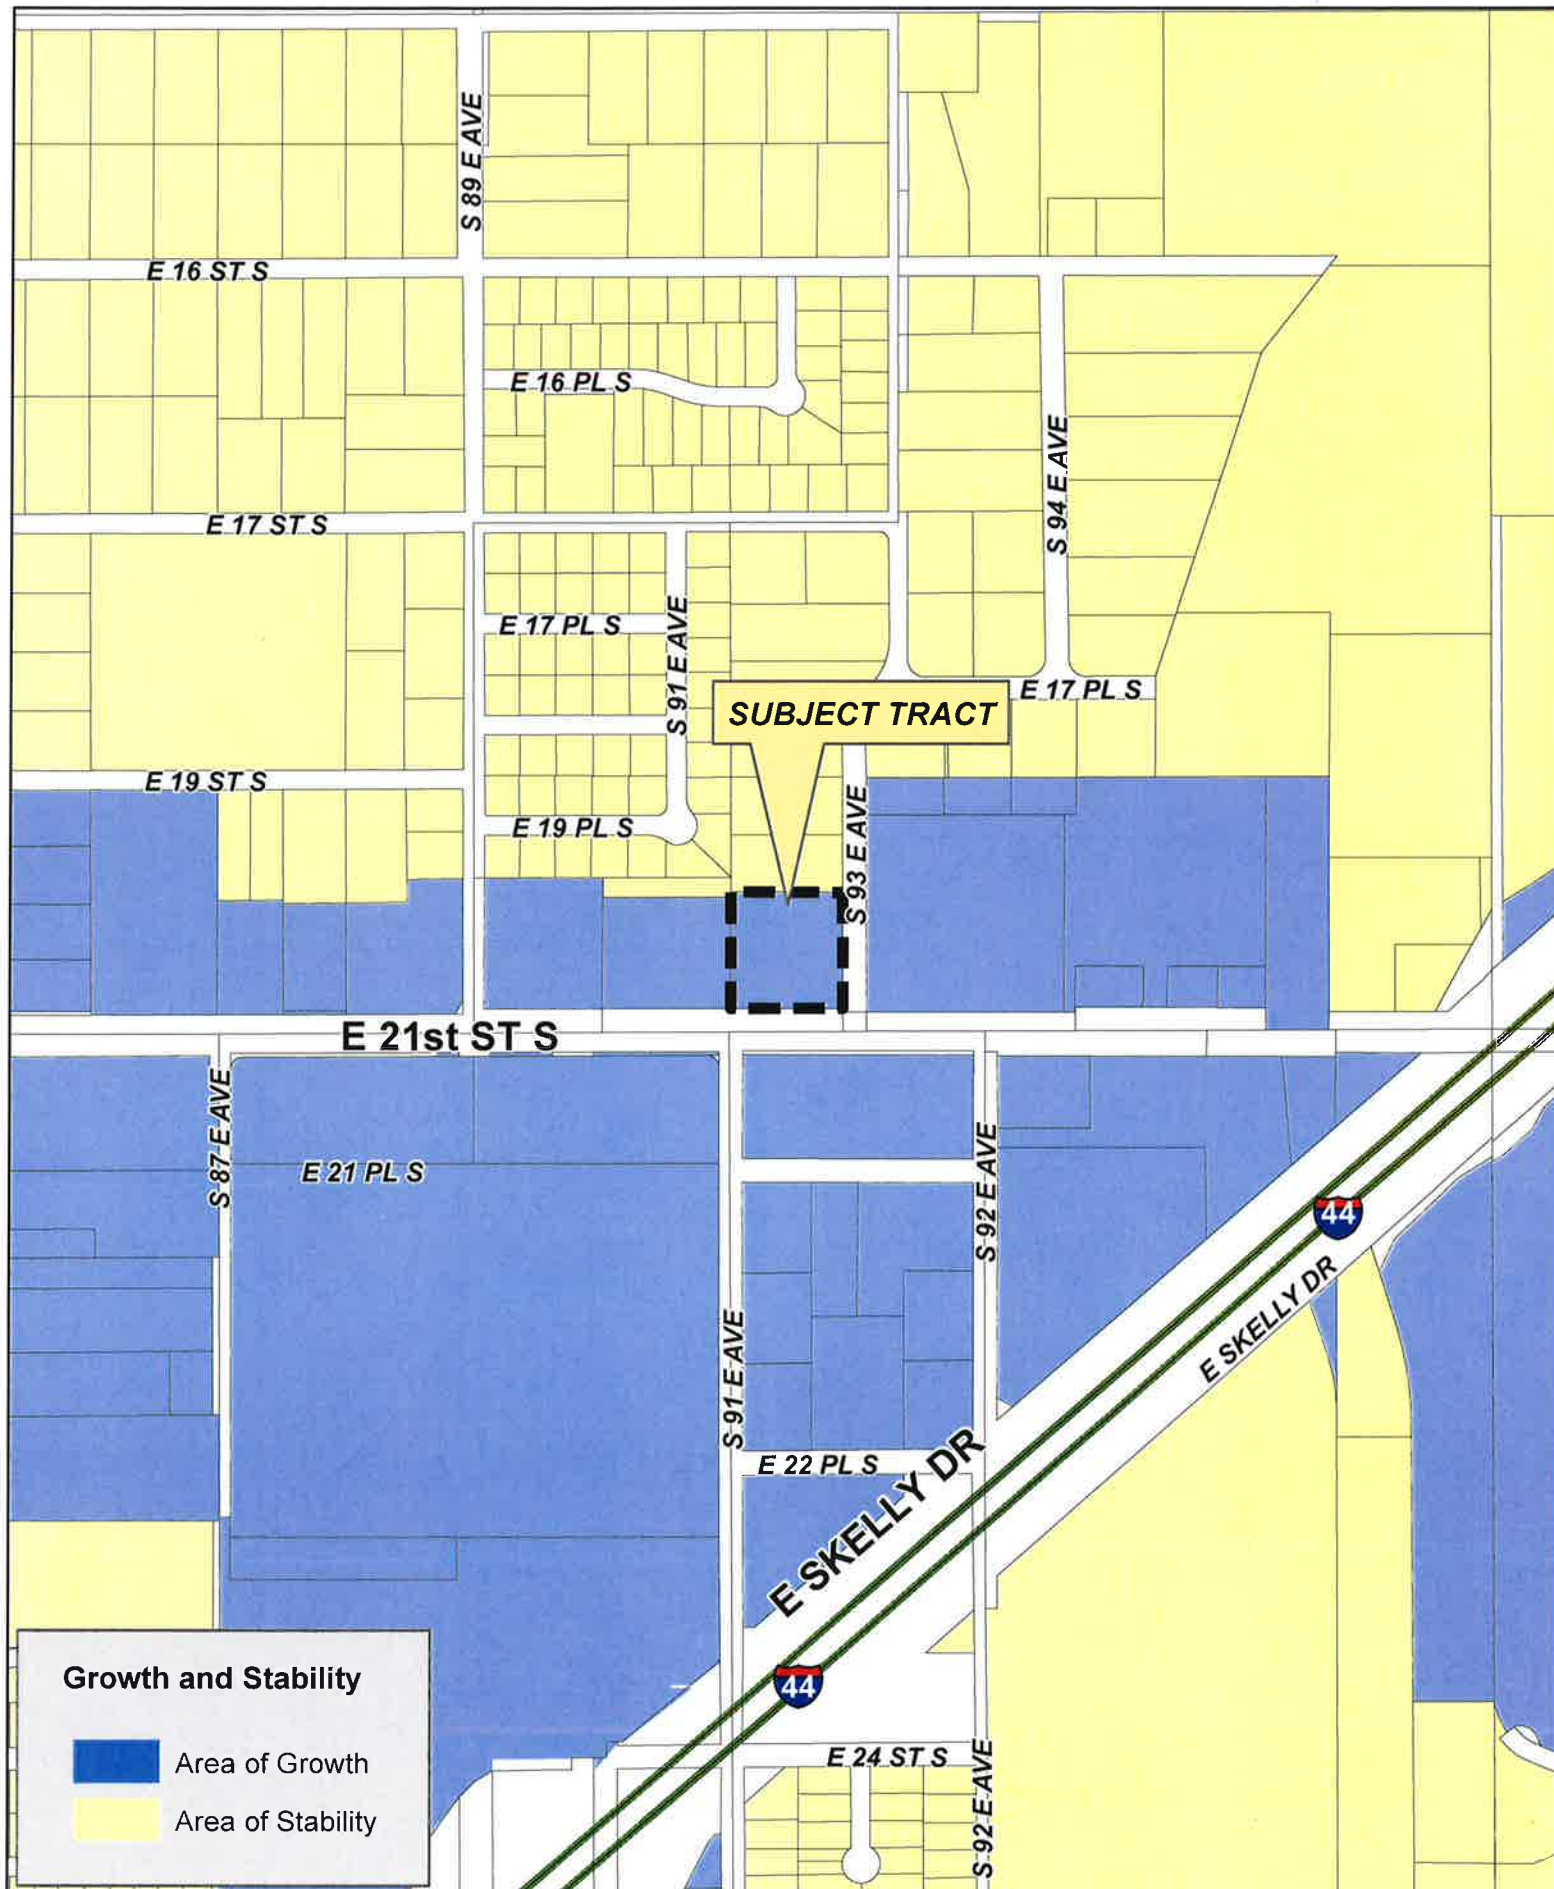 S 89 E AVE
E 16 ST S
E 16 PL S
S 94 E AVE
E 17 ST S
E 17 PL S
S 91 E AVE
E 17 PL S
SUBJECT TRACT
E 19 ST S
E 19 PL S
S 93 E AVE
E 21st ST S
S 87 E AVE
E 21 PL S
S 92 E AVE
44
E SKELLY DR
S 91 E AVE
E 22 PL S
E SKELLY DR
44
E 24 ST S
S 92 E AVE
Growth and Stability
Area of Growth
Area of Stability